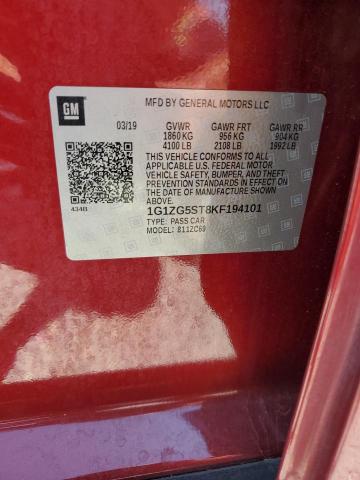 GM
MFD BY GENERAL MOTORS LLC
03/19 GVWR GAWR FRT GAWR RR
1860 KG 956 KG 904 KG
4100 LB 2108 LB 1992 LB
THIS VEHICLE CONFORMS TO ALL
APPLICABLE U.S. FEDERAL MOTOR
VEHICLE SAFETY, BUMPER, AND
THEFT PREVENTION STANDARDS
IN EFFECT ON THE DATE OF
MANUFACTURE SHOWN
ABOVE.
434B
1G1ZG5ST8KF194101
TYPE: PASS CAR
MODEL: 811ZC69